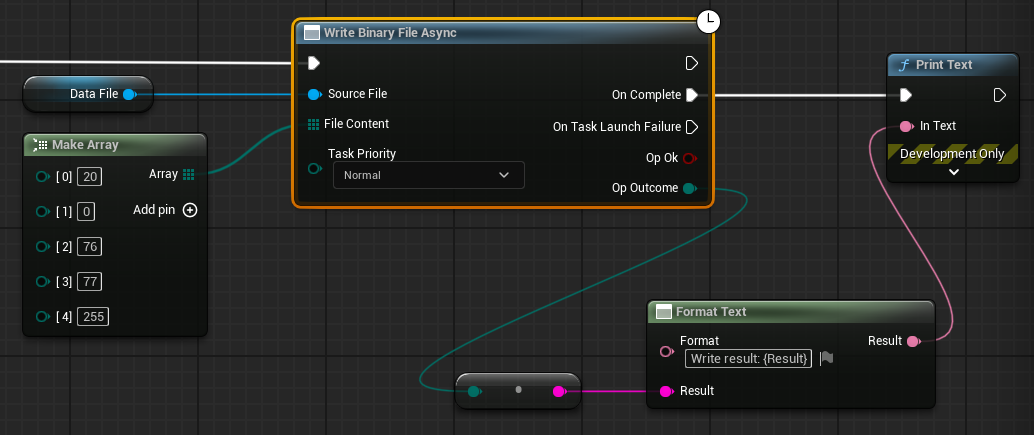 Write Binary File Async
Data File
Source File
On Complete
File Content
On Task Launch Failure
Task Priority
Normal
Op Ok
Op Outcome
Make Array
[0] 20
Array
[1] 0
Add pin
[2] 76
[3] 77
[4] 255
Print Text
In Text
Development Only
Format Text
Format
Write result: {Result}
Result
Result